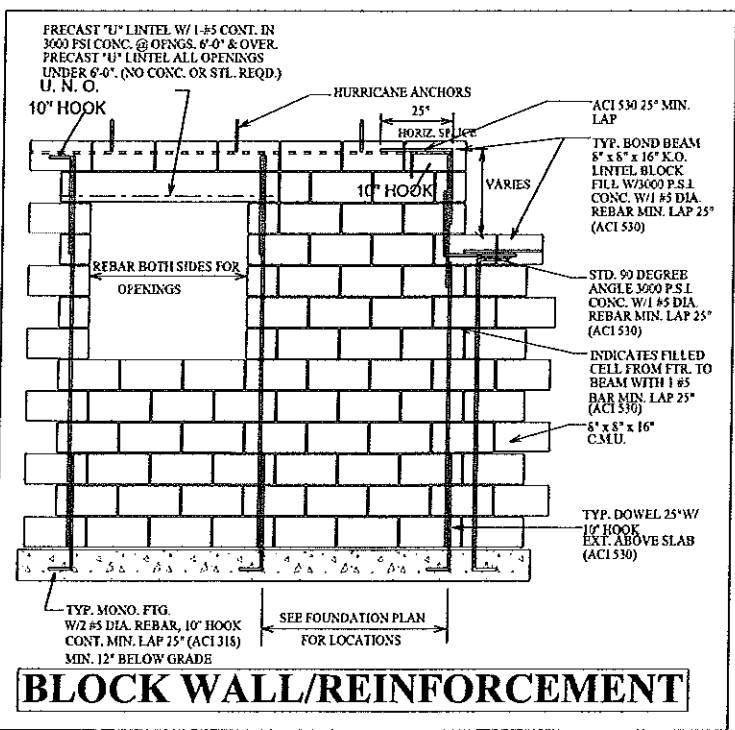 PRECAST "U" LINTEL W/ 1-#5 CONT. IN
3000 PSI CONC. @ OPNGS. 6'-0" & OVER.
PRECAST "U" LINTEL ALL OPENINGS
UNDER 6'-0". (NO CONC. OR STL. REQD.)
U. N. O.
10" HOOK
HURRICANE ANCHORS
25"
HORIZ. SPLICE
ACI 530 25" MIN.
LAP
TYP. BOND BEAM
8" x 8" x 16" K.O.
LINTEL BLOCK
FILL W/3000 P.S.I.
CONC. W/1 #5 DIA.
REBAR MIN. LAP 25"
(ACI 530)
10" HOOK
VARIES
REBAR BOTH SIDES FOR
OPENINGS
STD. 90 DEGREE
ANGLE 3000 P.S.I.
CONC. W/1 #5 DIA.
REBAR MIN. LAP 25"
(ACI 530)
INDICATES FILLED
CELL FROM FTR. TO
BEAM WITH 1 #5
BAR MIN. LAP 25"
(ACI 530)
8" x 8" x 16"
C.M.U.
TYP. DOWEL 25" W/
10" HOOK
EXT. ABOVE SLAB
(ACI 530)
TYP. MONO. FTG.
W/2 #5 DIA. REBAR, 10" HOOK
CONT. MIN. LAP 25" (ACI 318)
MIN. 12" BELOW GRADE
SEE FOUNDATION PLAN
FOR LOCATIONS
BLOCK WALL/REINFORCEMENT